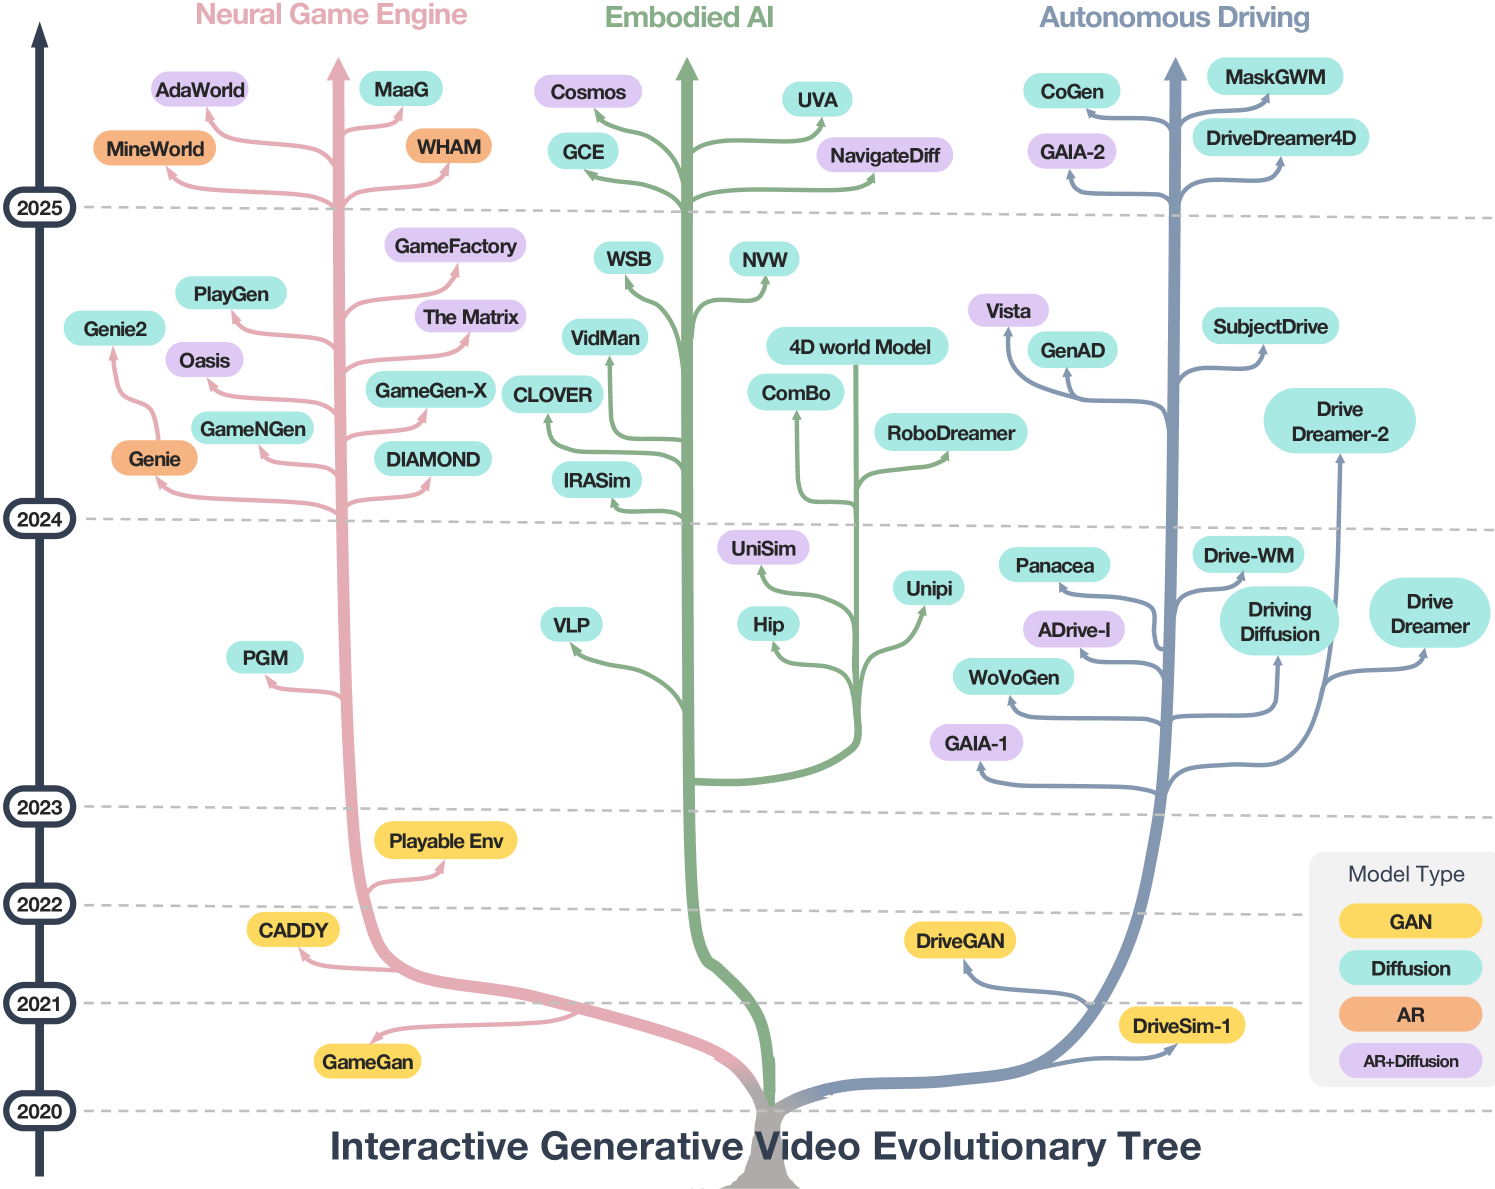 Neural Game Engine
Embodied AI
Autonomous Driving
AdaWorld
MaaG
MineWorld
WHAM
Cosmos
UVA
GCE
NavigateDiff
CoGen
MaskGWM
GAIA-2
DriveDreamer4D
2025
GameFactory
PlayGen
The Matrix
Genie2
Oasis
GameGen-X
GameNGen
Genie
DIAMOND
WSB
NVW
VidMan
4D world Model
CLOVER
ComBo
RoboDreamer
IRASim
Vista
SubjectDrive
GenAD
Drive
Dreamer-2
2024
PGM
UniSim
Unipi
VLP
Hip
Panacea
Drive-WM
ADrive-I
Driving
Diffusion
Drive
Dreamer
WoVoGen
GAIA-1
2023
Playable Env
2022
CADDY
DriveGAN
2021
GameGan
DriveSim-1
2020
Model Type
GAN
Diffusion
AR
AR+Diffusion
Interactive Generative Video Evolutionary Tree